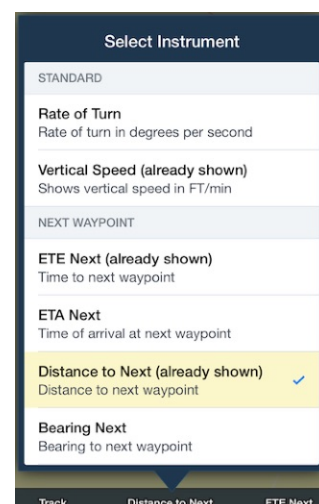 Select Instrument
STANDARD
Rate of Turn
Rate of turn in degrees per second
Vertical Speed (already shown)
Shows vertical speed in FT/min
NEXT WAYPOINT
ETE Next (already shown)
Time to next waypoint
ETA Next
Time of arrival at next waypoint
Distance to Next (already shown)
Distance to next waypoint
Bearing Next
Bearing to next waypoint
Track Distance to Next ETE Next